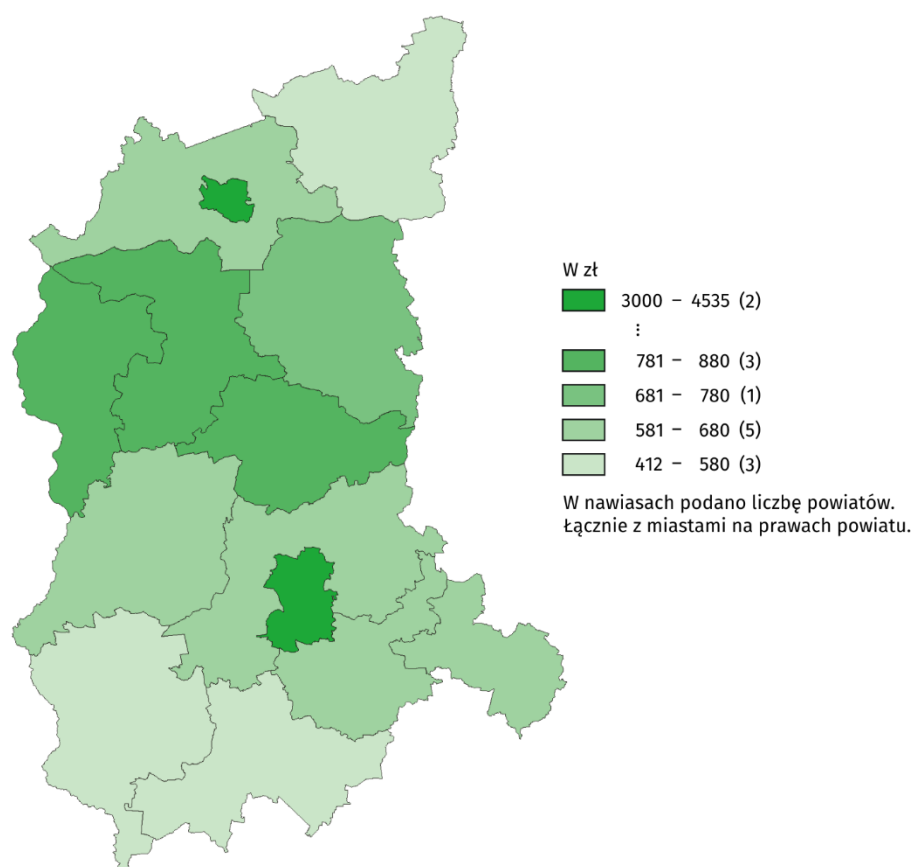 W zł
3000 – 4535 (2)
⋮
781 – 880 (3)
681 – 780 (1)
581 – 680 (5)
412 – 580 (3)
W nawiasach podano liczbę powiatów.
Łącznie z miastami na prawach powiatu.